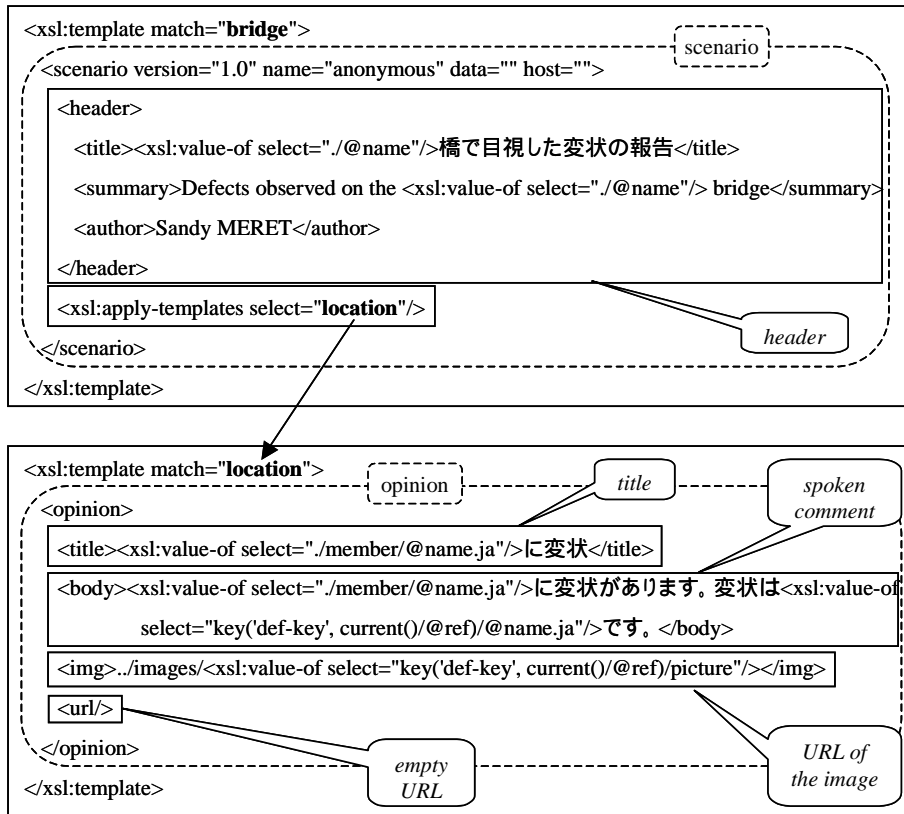 <xsl:template match="bridge">
scenario
<scenario version="1.0" name="anonymous" data="" host="">
<header>
<title><xsl:value-of select="./@name"/>橋で目視した変状の報告</title>
<summary>Defects observed on the <xsl:value-of select="./@name"/> bridge</summary>
<author>Sandy MERET</author>
</header>
<xsl:apply-templates select="location"/>
header
</scenario>
</xsl:template>
<xsl:template match="location">
opinion
title
spoken
comment
<opinion>
<title><xsl:value-of select="./member/@name.ja"/>に変状</title>
<body><xsl:value-of select="./member/@name.ja"/>に変状があります。変状は<xsl:value-of
select="key('def-key', current()/@ref)/@name.ja"/>です。</body>
<img>../images/<xsl:value-of select="key('def-key', current()/@ref)/picture"/></img>
<url/>
</opinion>
empty
URL
URL of
the image
</xsl:template>